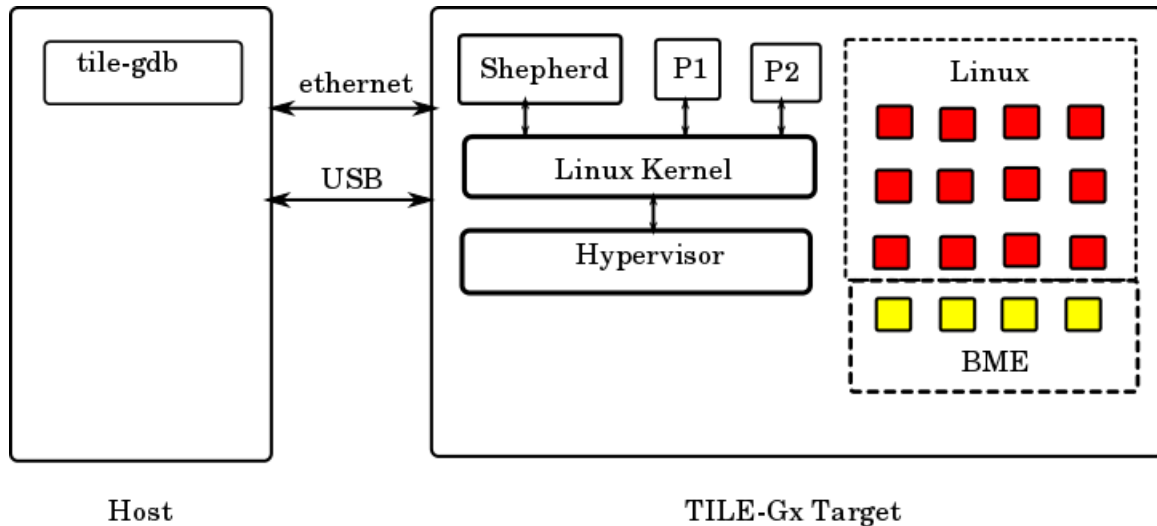 tile-gdb
ethernet
USB
Shepherd
P1
P2
Linux Kernel
Hypervisor
Linux
BME
Host
TILE-Gx Target